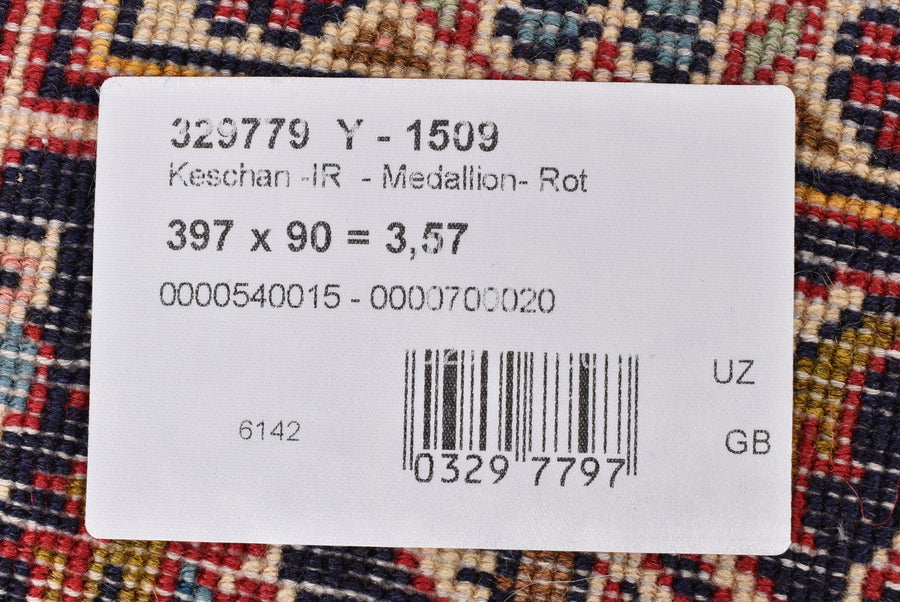 329779 Y - 1509
Keschan -IR - Medallion- Rot
397 x 90 = 3,57
0000540015 - 0000700020
UZ
6142
GB
0329 7797